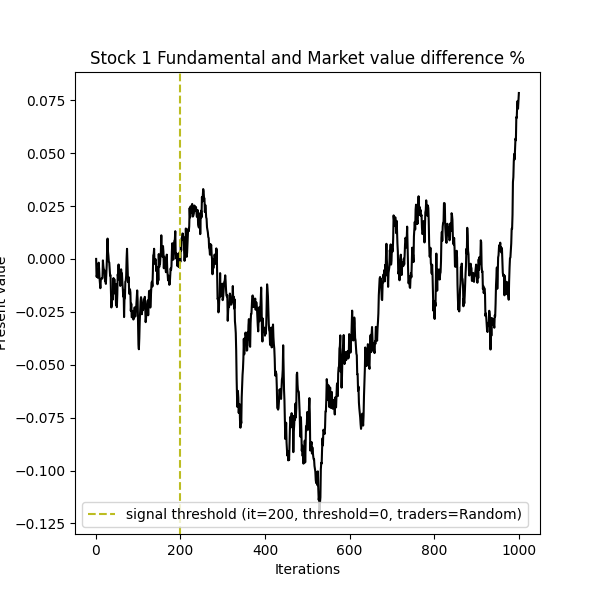 Stock 1 Fundamental and Market value difference %
0.075
0.050
0.025
0.000
−0.025
−0.050
−0.075
−0.100
−0.125
Present value
signal threshold (it=200, threshold=0, traders=Random)
0 200 400 600 800 1000
Iterations